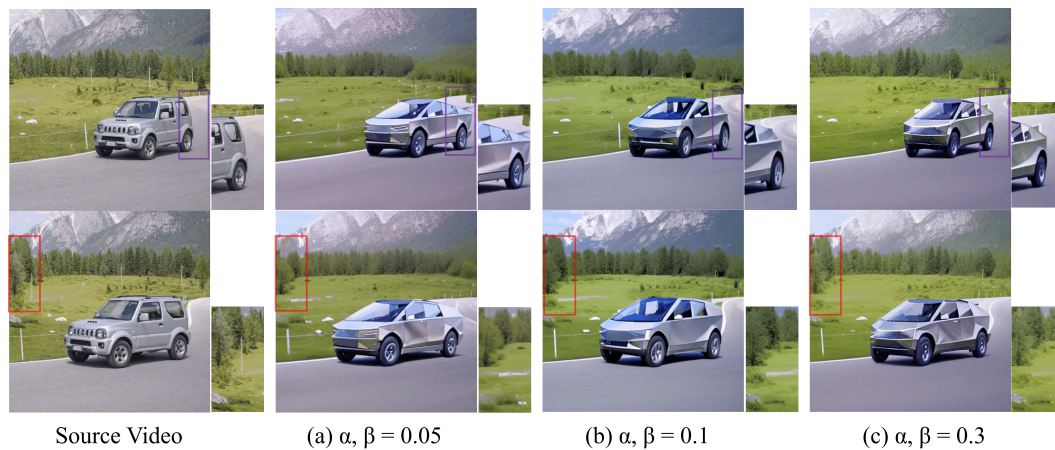 Source Video
(a) α, β = 0.05
(b) α, β = 0.1
(c) α, β = 0.3